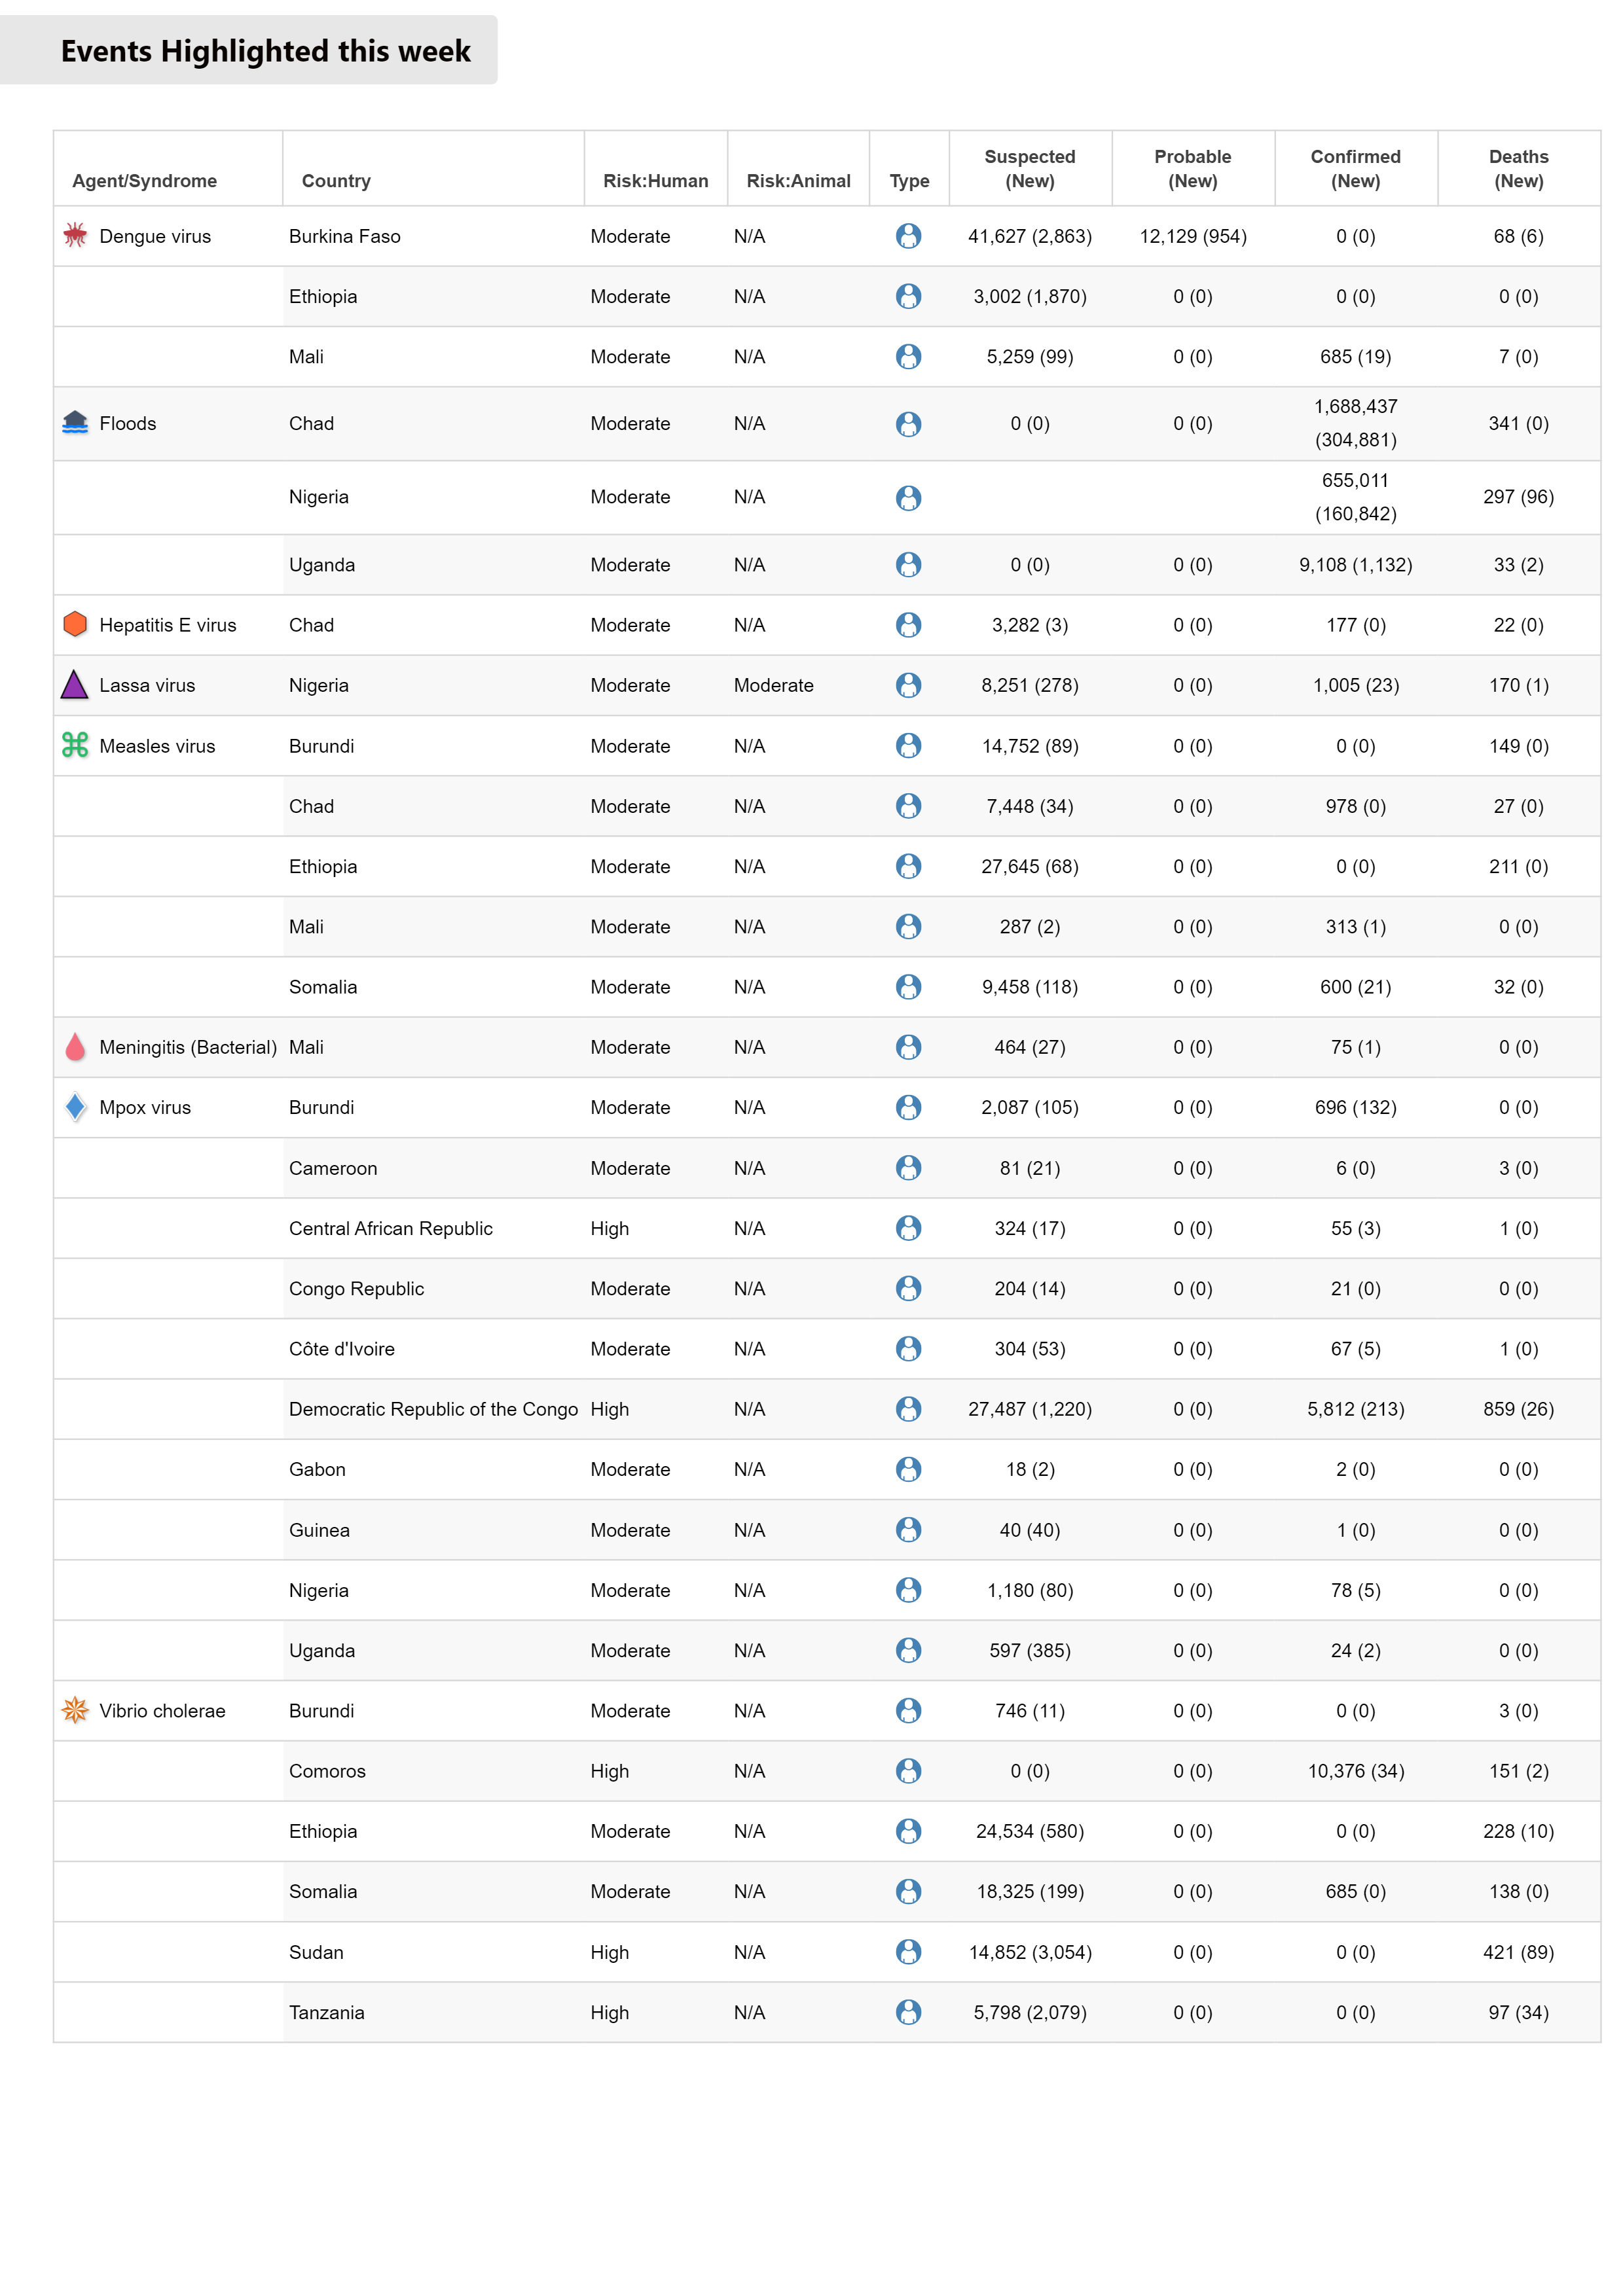 Events Highlighted this week
Agent/Syndrome Country Risk:Human Risk:Animal Type Suspected (New) Probable (New) Confirmed (New) Deaths (New)
Dengue virus Burkina Faso Moderate N/A 41,627 (2,863) 12,129 (954) 0 (0) 68 (6)
Ethiopia Moderate N/A 3,002 (1,870) 0 (0) 0 (0) 0 (0)
Mali Moderate N/A 5,259 (99) 0 (0) 685 (19) 7 (0)
Floods Chad Moderate N/A 0 (0) 0 (0) 1,688,437 (304,881) 341 (0)
Nigeria Moderate N/A 655,011 (160,842) 297 (96)
Uganda Moderate N/A 0 (0) 0 (0) 9,108 (1,132) 33 (2)
Hepatitis E virus Chad Moderate N/A 3,282 (3) 0 (0) 177 (0) 22 (0)
Lassa virus Nigeria Moderate Moderate 8,251 (278) 0 (0) 1,005 (23) 170 (1)
Measles virus Burundi Moderate N/A 14,752 (89) 0 (0) 0 (0) 149 (0)
Chad Moderate N/A 7,448 (34) 0 (0) 978 (0) 27 (0)
Ethiopia Moderate N/A 27,645 (68) 0 (0) 0 (0) 211 (0)
Mali Moderate N/A 287 (2) 0 (0) 313 (1) 0 (0)
Somalia Moderate N/A 9,458 (118) 0 (0) 600 (21) 32 (0)
Meningitis (Bacterial) Mali Moderate N/A 464 (27) 0 (0) 75 (1) 0 (0)
Mpox virus Burundi Moderate N/A 2,087 (105) 0 (0) 696 (132) 0 (0)
Cameroon Moderate N/A 81 (21) 0 (0) 6 (0) 3 (0)
Central African Republic High N/A 324 (17) 0 (0) 55 (3) 1 (0)
Congo Republic Moderate N/A 204 (14) 0 (0) 21 (0) 0 (0)
Côte d'Ivoire Moderate N/A 304 (53) 0 (0) 67 (5) 1 (0)
Democratic Republic of the Congo High N/A 27,487 (1,220) 0 (0) 5,812 (213) 859 (26)
Gabon Moderate N/A 18 (2) 0 (0) 2 (0) 0 (0)
Guinea Moderate N/A 40 (40) 0 (0) 1 (0) 0 (0)
Nigeria Moderate N/A 1,180 (80) 0 (0) 78 (5) 0 (0)
Uganda Moderate N/A 597 (385) 0 (0) 24 (2) 0 (0)
Vibrio cholerae Burundi Moderate N/A 746 (11) 0 (0) 0 (0) 3 (0)
Comoros High N/A 0 (0) 0 (0) 10,376 (34) 151 (2)
Ethiopia Moderate N/A 24,534 (580) 0 (0) 0 (0) 228 (10)
Somalia Moderate N/A 18,325 (199) 0 (0) 685 (0) 138 (0)
Sudan High N/A 14,852 (3,054) 0 (0) 0 (0) 421 (89)
Tanzania High N/A 5,798 (2,079) 0 (0) 0 (0) 97 (34)